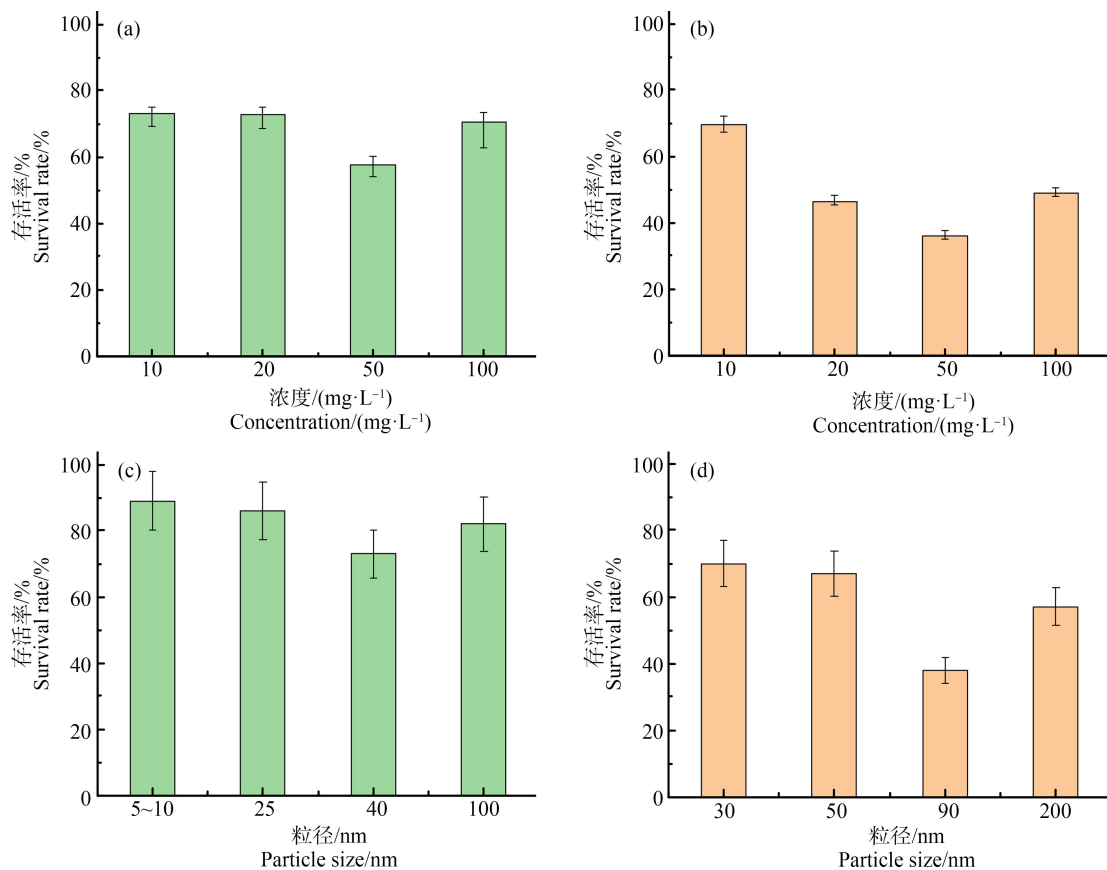 (a)
100
80
60
40
20
0
存活率/%
Survival rate/%
10 20 50 100
浓度/(mg·L⁻¹)
Concentration/(mg·L⁻¹)
(b)
100
80
60
40
20
0
存活率/%
Survival rate/%
10 20 50 100
浓度/(mg·L⁻¹)
Concentration/(mg·L⁻¹)
(c)
100
80
60
40
20
0
存活率/%
Survival rate/%
5~10 25 40 100
粒径/nm
Particle size/nm
(d)
100
80
60
40
20
0
存活率/%
Survival rate/%
30 50 90 200
粒径/nm
Particle size/nm